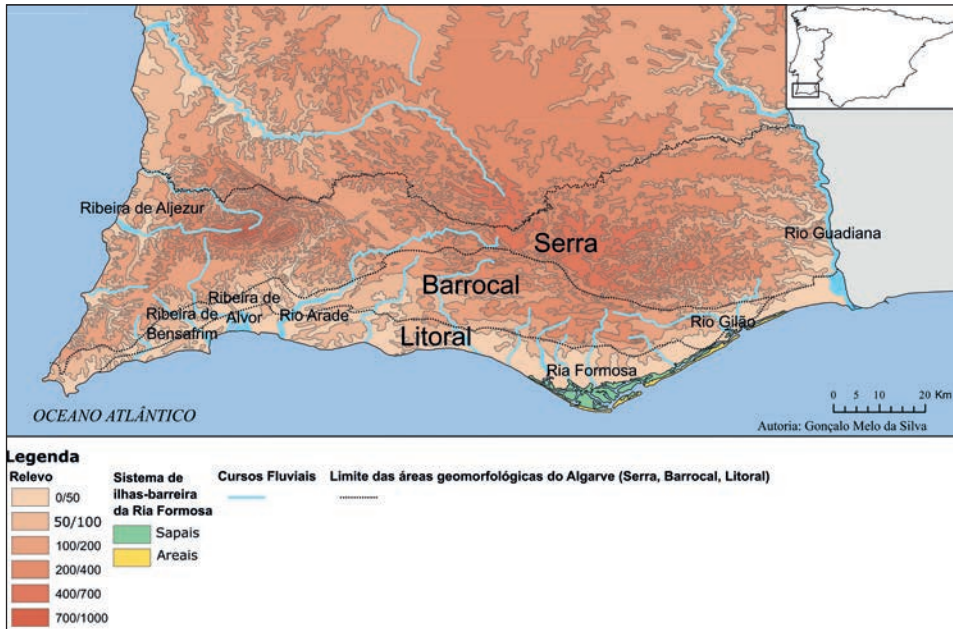 Ribeira de Aljezur
Rio Guadiana
Serra
Barrocal
Ribeira de
Alvor
Ribeira de
Bensafrim
Rio Arade
Litoral
Rio Gilão
Ria Formosa
OCEANO ATLÂNTICO
0 5 10 20 Km
Autoria: Gonçalo Melo da Silva
Legenda
Relevo
0/50
50/100
100/200
200/400
400/700
700/1000
Sistema de
ilhas-barreira
da Ria Formosa
Sapais
Areais
Cursos Fluviais
Limite das áreas geomorfológicas do Algarve (Serra, Barrocal, Litoral)